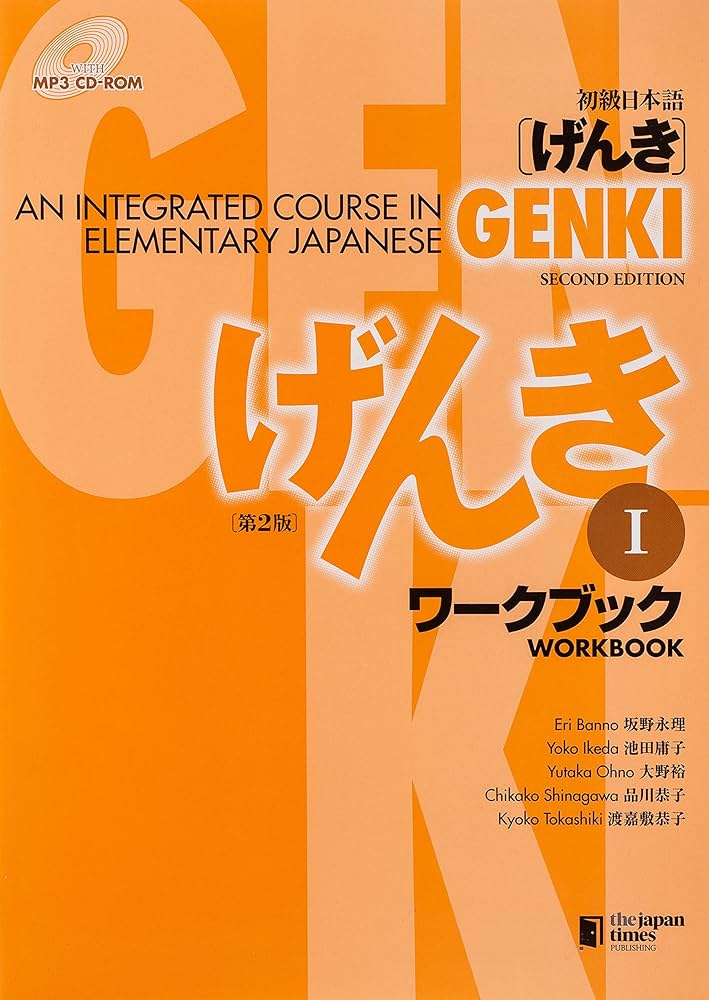 WITH
MP3 CD-ROM
初級日本語
[げんき]
AN INTEGRATED COURSE IN
ELEMENTARY JAPANESE
GENKI
SECOND EDITION
GENKI
げんき
[第2版]
I
ワークブック
WORKBOOK
Eri Banno 坂野永理
Yoko Ikeda 池田庸子
Yutaka Ohno 大野裕
Chikako Shinagawa 品川恭子
Kyoko Tokashiki 渡嘉敷恭子
the japan
times
PUBLISHING